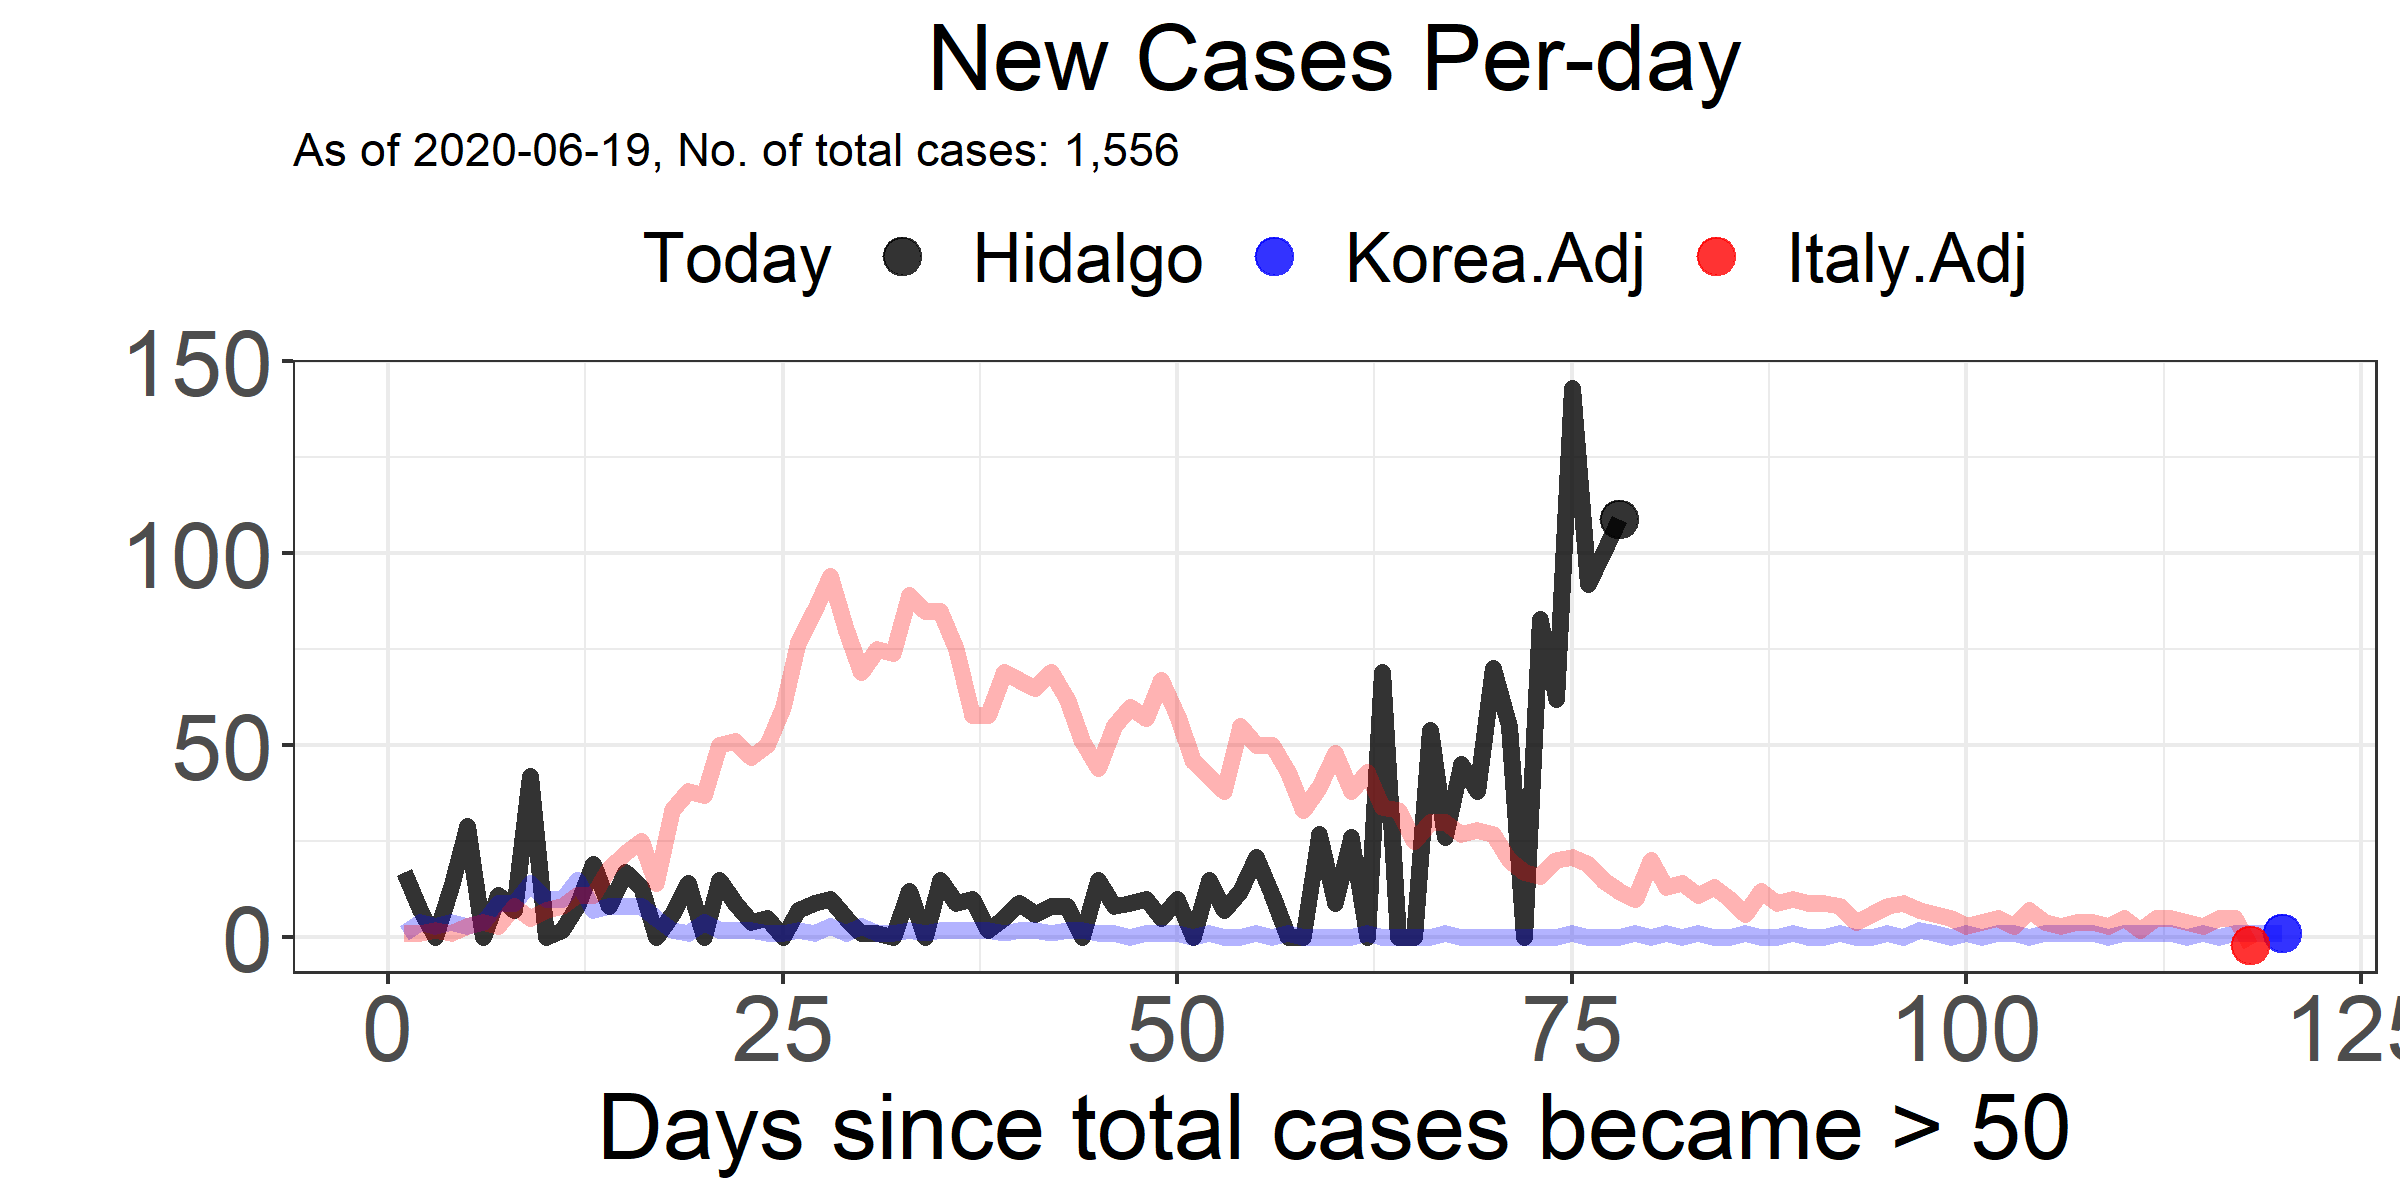 New Cases Per-day
As of 2020-06-19, No. of total cases: 1,556
Today Hidalgo Korea.Adj Italy.Adj
150
100
50
0
0 25 50 75 100 125
Days since total cases became > 50